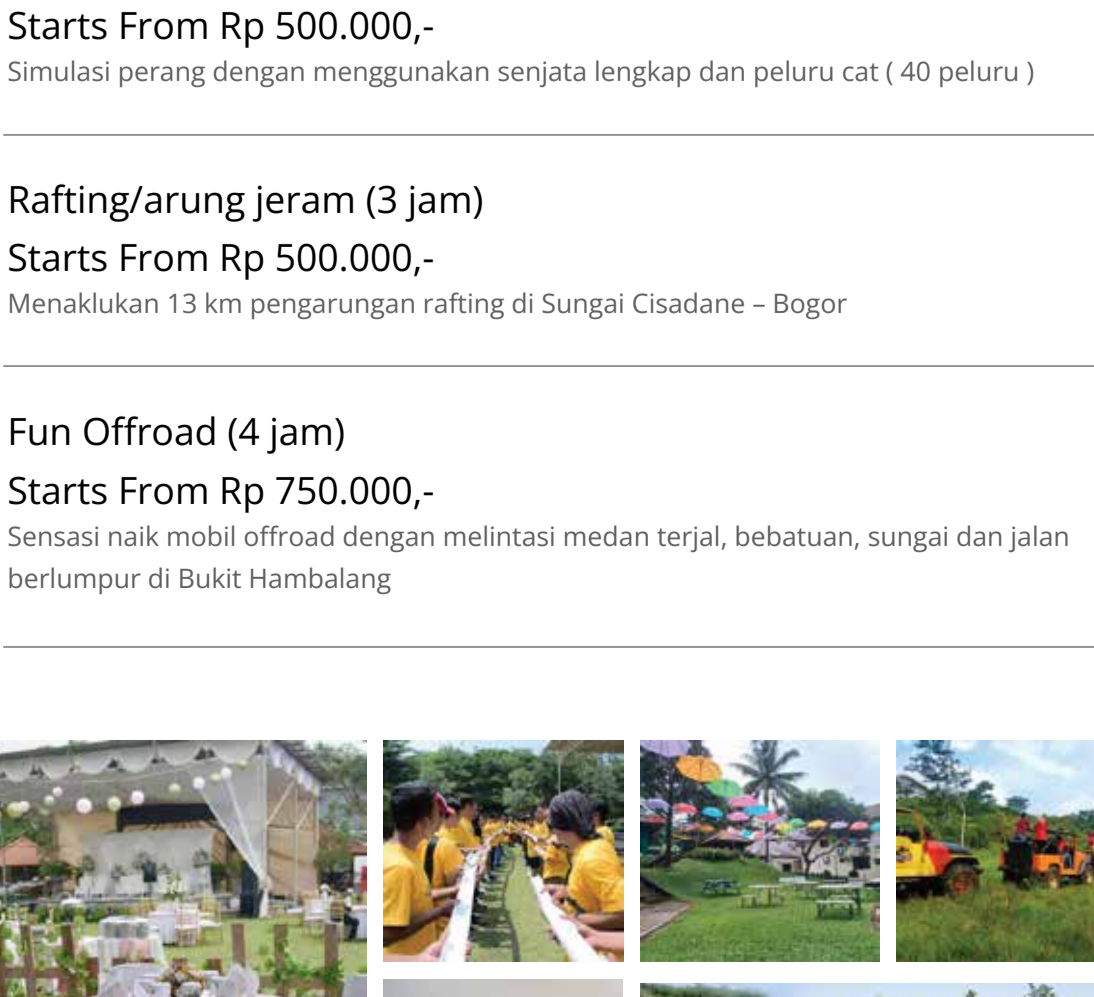 Starts From Rp 500.000,-
Simulasi perang dengan menggunakan senjata lengkap dan peluru cat ( 40 peluru )
Rafting/arung jeram (3 jam)
Starts From Rp 500.000,-
Menaklukan 13 km pengarungan rafting di Sungai Cisadane – Bogor
Fun Offroad (4 jam)
Starts From Rp 750.000,-
Sensasi naik mobil offroad dengan melintasi medan terjal, bebatuan, sungai dan jalan
berlumpur di Bukit Hambalang